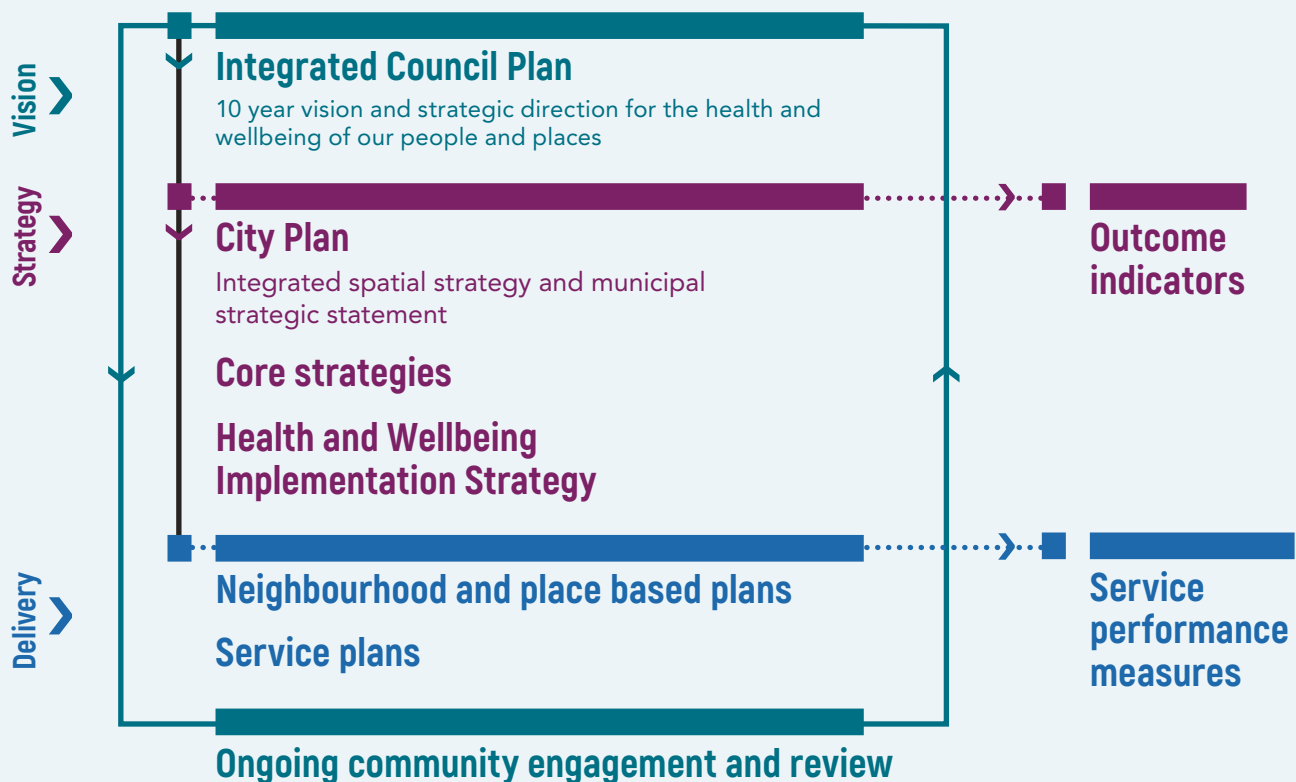 Vision
Integrated Council Plan
10 year vision and strategic direction for the health and
wellbeing of our people and places
Strategy
City Plan
Integrated spatial strategy and municipal
strategic statement
Core strategies
Health and Wellbeing
Implementation Strategy
Outcome
indicators
Delivery
Neighbourhood and place based plans
Service plans
Service
performance
measures
Ongoing community engagement and review